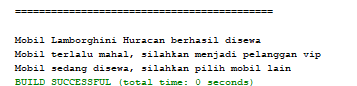 ===========================================
Mobil Lamborghini Huracan berhasil disewa
Mobil terlalu mahal, silahkan menjadi pelanggan vip
Mobil sedang disewa, silahkan pilih mobil lain
BUILD SUCCESSFUL (total time: 0 seconds)